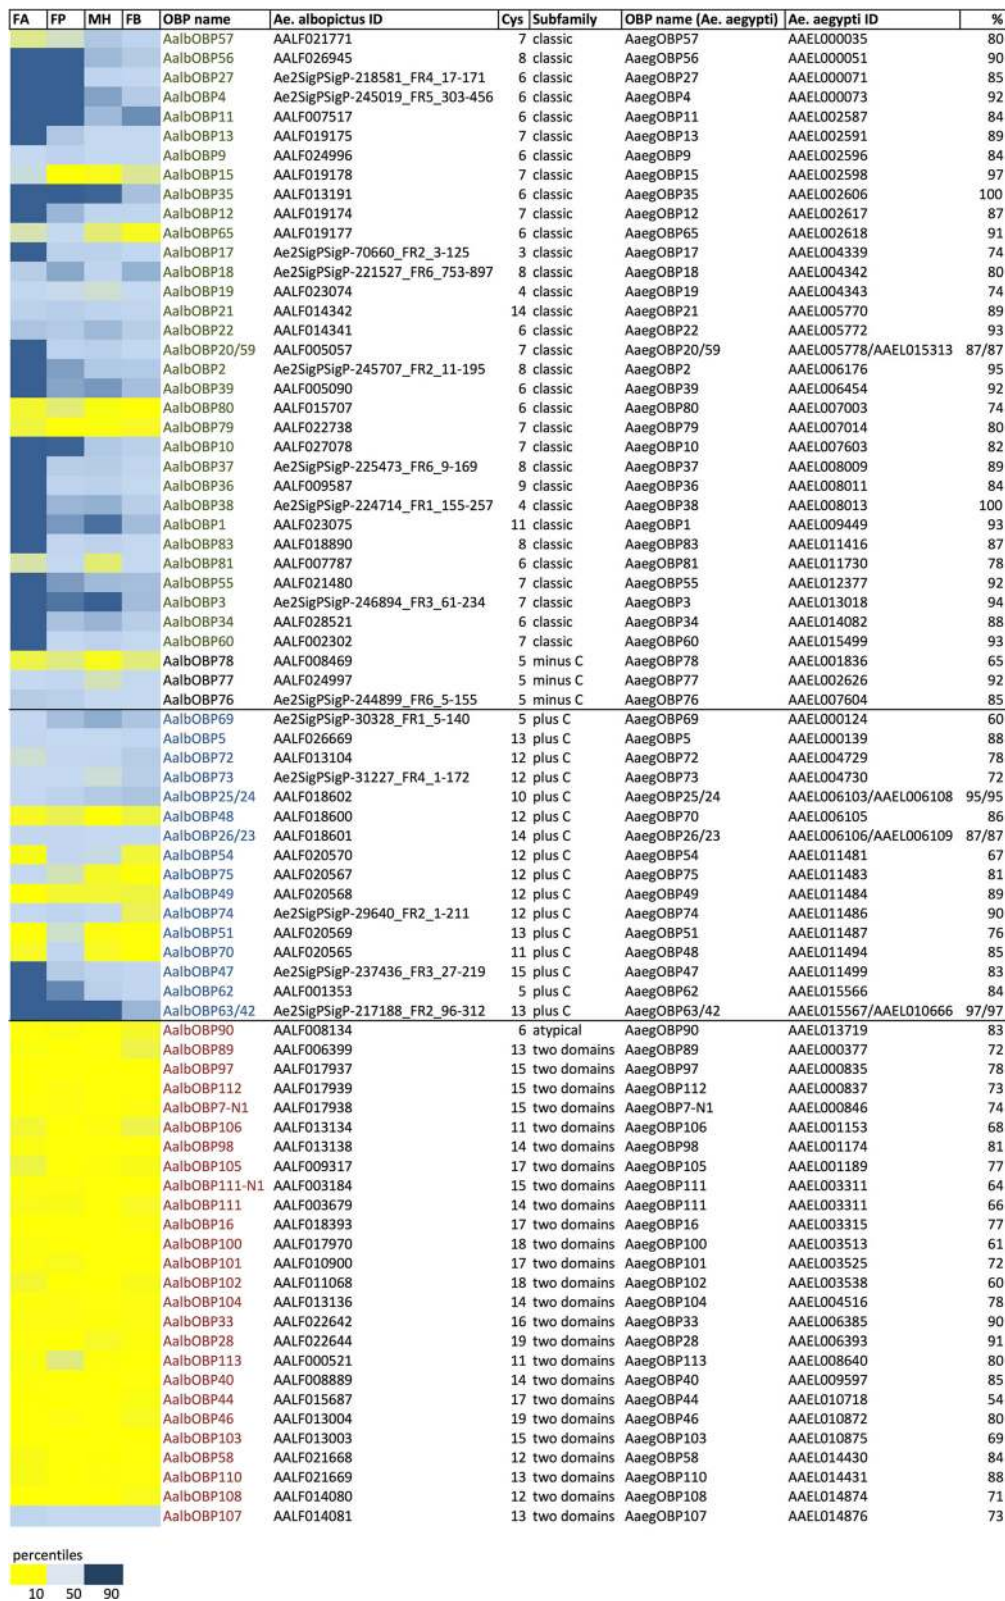 FA FP MH FB OBP name Ae. albopictus ID Cys Subfamily OBP name (Ae. aegypti) Ae. aegypti ID %
AalbOBP57 AALF021771 7 classic AaegOBP57 AAEL000035 80
AalbOBP56 AALF026945 8 classic AaegOBP56 AAEL000051 90
AalbOBP27 Ae2SigPSigP-218581_FR4_17-171 6 classic AaegOBP27 AAEL000071 85
AalbOBP4 Ae2SigPSigP-245019_FR5_303-456 6 classic AaegOBP4 AAEL000073 92
AalbOBP11 AALF007517 6 classic AaegOBP11 AAEL002587 84
AalbOBP13 AALF019175 7 classic AaegOBP13 AAEL002591 89
AalbOBP9 AALF024996 6 classic AaegOBP9 AAEL002596 84
AalbOBP15 AALF019178 7 classic AaegOBP15 AAEL002598 97
AalbOBP35 AALF013191 6 classic AaegOBP35 AAEL002606 100
AalbOBP12 AALF019174 7 classic AaegOBP12 AAEL002617 87
AalbOBP65 AALF019177 6 classic AaegOBP65 AAEL002618 91
AalbOBP17 Ae2SigPSigP-70660_FR2_3-125 3 classic AaegOBP17 AAEL004339 74
AalbOBP18 Ae2SigPSigP-221527_FR6_753-897 8 classic AaegOBP18 AAEL004342 80
AalbOBP19 AALF023074 4 classic AaegOBP19 AAEL004343 74
AalbOBP21 AALF014342 14 classic AaegOBP21 AAEL005770 89
AalbOBP22 AALF014341 6 classic AaegOBP22 AAEL005772 93
AalbOBP20/59 AALF005057 7 classic AaegOBP20/59 AAEL005778/AAEL015313 87/87
AalbOBP2 Ae2SigPSigP-245707_FR2_11-195 8 classic AaegOBP2 AAEL006176 95
AalbOBP39 AALF005090 6 classic AaegOBP39 AAEL006454 92
AalbOBP80 AALF015707 6 classic AaegOBP80 AAEL007003 74
AalbOBP79 AALF022738 7 classic AaegOBP79 AAEL007014 80
AalbOBP10 AALF027078 7 classic AaegOBP10 AAEL007603 82
AalbOBP37 Ae2SigPSigP-225473_FR6_9-169 8 classic AaegOBP37 AAEL008009 89
AalbOBP36 AALF009587 9 classic AaegOBP36 AAEL008011 84
AalbOBP38 Ae2SigPSigP-224714_FR1_155-257 4 classic AaegOBP38 AAEL008013 100
AalbOBP1 AALF023075 11 classic AaegOBP1 AAEL009449 93
AalbOBP83 AALF018890 8 classic AaegOBP83 AAEL011416 87
AalbOBP81 AALF007787 6 classic AaegOBP81 AAEL011730 78
AalbOBP55 AALF021480 7 classic AaegOBP55 AAEL012377 92
AalbOBP3 Ae2SigPSigP-246894_FR3_61-234 7 classic AaegOBP3 AAEL013018 94
AalbOBP34 AALF028521 6 classic AaegOBP34 AAEL014082 88
AalbOBP60 AALF002302 7 classic AaegOBP60 AAEL015499 93
AalbOBP78 AALF008469 5 minus C AaegOBP78 AAEL001836 65
AalbOBP77 AALF024997 5 minus C AaegOBP77 AAEL002626 92
AalbOBP76 Ae2SigPSigP-244899_FR6_5-155 5 minus C AaegOBP76 AAEL007604 85
AalbOBP69 Ae2SigPSigP-30328_FR1_5-140 5 plus C AaegOBP69 AAEL000124 60
AalbOBP5 AALF026669 13 plus C AaegOBP5 AAEL000139 88
AalbOBP72 AALF013104 12 plus C AaegOBP72 AAEL004729 78
AalbOBP73 Ae2SigPSigP-31227_FR4_1-172 12 plus C AaegOBP73 AAEL004730 72
AalbOBP25/24 AALF018602 10 plus C AaegOBP25/24 AAEL006103/AAEL006108 95/95
AalbOBP48 AALF018600 12 plus C AaegOBP70 AAEL006105 86
AalbOBP26/23 AALF018601 14 plus C AaegOBP26/23 AAEL006106/AAEL006109 87/87
AalbOBP54 AALF020570 12 plus C AaegOBP54 AAEL011481 67
AalbOBP75 AALF020567 12 plus C AaegOBP75 AAEL011483 81
AalbOBP49 AALF020568 12 plus C AaegOBP49 AAEL011484 89
AalbOBP74 Ae2SigPSigP-29640_FR2_1-211 12 plus C AaegOBP74 AAEL011486 90
AalbOBP51 AALF020569 13 plus C AaegOBP51 AAEL011487 76
AalbOBP70 AALF020565 11 plus C AaegOBP48 AAEL011494 85
AalbOBP47 Ae2SigPSigP-237436_FR3_27-219 15 plus C AaegOBP47 AAEL011499 83
AalbOBP62 AALF001353 5 plus C AaegOBP62 AAEL015566 84
AalbOBP63/42 Ae2SigPSigP-217188_FR2_96-312 13 plus C AaegOBP63/42 AAEL015567/AAEL010666 97/97
AalbOBP90 AALF008134 6 atypical AaegOBP90 AAEL013719 83
AalbOBP89 AALF006399 13 two domains AaegOBP89 AAEL000377 72
AalbOBP97 AALF017937 15 two domains AaegOBP97 AAEL000835 78
AalbOBP112 AALF017939 15 two domains AaegOBP112 AAEL000837 73
AalbOBP7-N1 AALF017938 15 two domains AaegOBP7-N1 AAEL000846 74
AalbOBP106 AALF013134 11 two domains AaegOBP106 AAEL001153 68
AalbOBP98 AALF013138 14 two domains AaegOBP98 AAEL001174 81
AalbOBP105 AALF009317 17 two domains AaegOBP105 AAEL001189 77
AalbOBP111-N1 AALF003184 15 two domains AaegOBP111 AAEL003311 64
AalbOBP111 AALF003679 14 two domains AaegOBP111 AAEL003311 66
AalbOBP16 AALF018393 17 two domains AaegOBP16 AAEL003315 77
AalbOBP100 AALF017970 18 two domains AaegOBP100 AAEL003513 61
AalbOBP101 AALF010900 17 two domains AaegOBP101 AAEL003525 72
AalbOBP102 AALF011068 18 two domains AaegOBP102 AAEL003538 60
AalbOBP104 AALF013136 14 two domains AaegOBP104 AAEL004516 78
AalbOBP33 AALF022642 16 two domains AaegOBP33 AAEL006385 90
AalbOBP28 AALF022644 19 two domains AaegOBP28 AAEL006393 91
AalbOBP113 AALF000521 11 two domains AaegOBP113 AAEL008640 80
AalbOBP40 AALF008889 14 two domains AaegOBP40 AAEL009597 85
AalbOBP44 AALF015687 17 two domains AaegOBP44 AAEL010718 54
AalbOBP46 AALF013004 19 two domains AaegOBP46 AAEL010872 80
AalbOBP103 AALF013003 15 two domains AaegOBP103 AAEL010875 69
AalbOBP58 AALF021668 12 two domains AaegOBP58 AAEL014430 84
AalbOBP110 AALF021669 13 two domains AaegOBP110 AAEL014431 88
AalbOBP108 AALF014080 12 two domains AaegOBP108 AAEL014874 71
AalbOBP107 AALF014081 13 two domains AaegOBP107 AAEL014876 73
percentiles
10 50 90